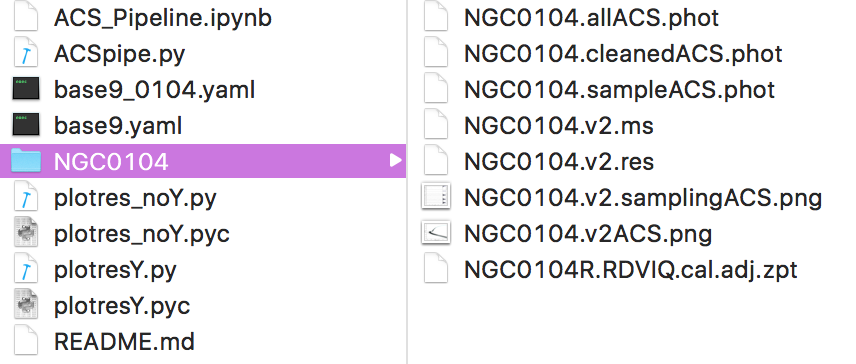 ACS_Pipeline.ipynb
ACSpipe.py
base9_0104.yaml
base9.yaml
NGC0104
plotres_noY.py
plotres_noY.pyc
plotresY.py
plotresY.pyc
README.md
NGC0104.allACS.phot
NGC0104.cleanedACS.phot
NGC0104.sampleACS.phot
NGC0104.v2.ms
NGC0104.v2.res
NGC0104.v2.samplingACS.png
NGC0104.v2ACS.png
NGC0104R.RDVIQ.cal.adj.zpt